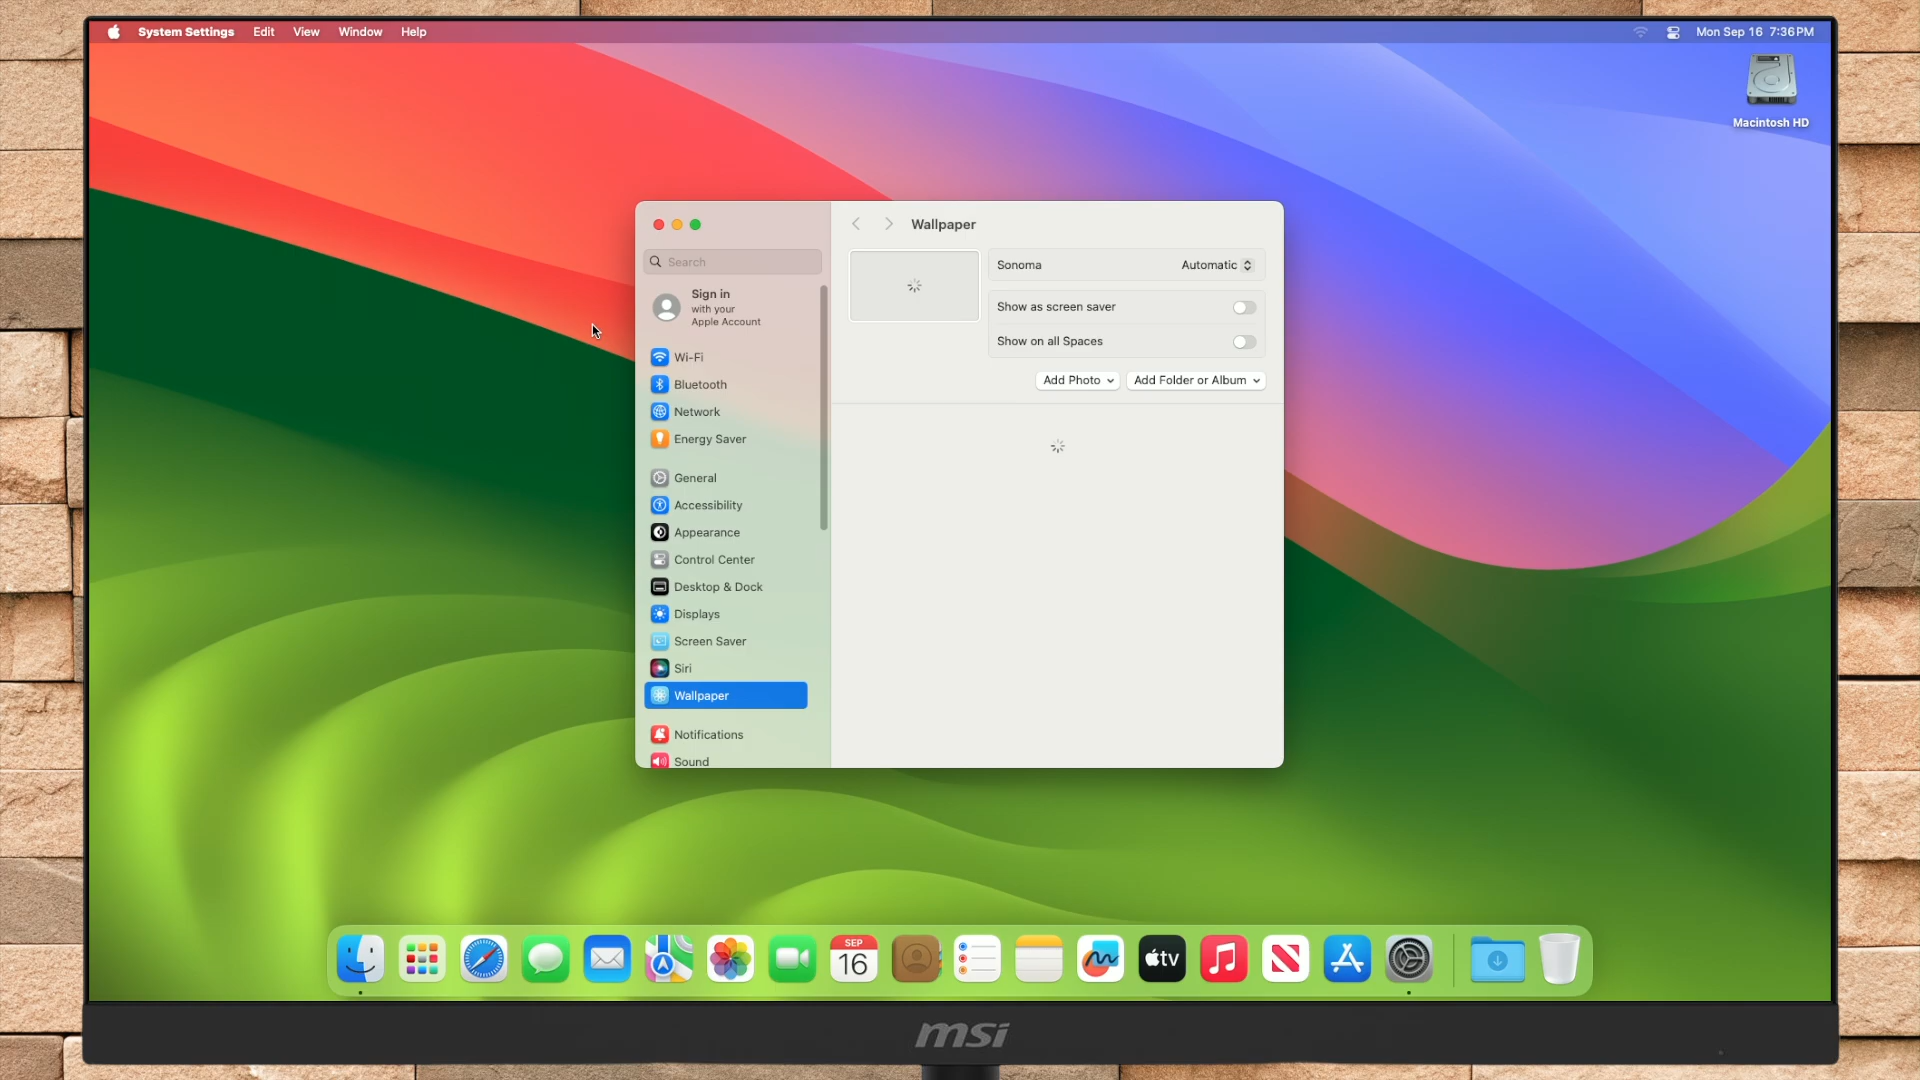 System Settings Edit View Window Help
Mon Sep 16 7:36 PM
Macintosh HD
Wallpaper
Search
Sign in
with your
Apple Account
Wi-Fi
Bluetooth
Network
Energy Saver
General
Accessibility
Appearance
Control Center
Desktop & Dock
Displays
Screen Saver
Siri
Wallpaper
Notifications
Sound
Sonoma Automatic
Show as screen saver
Show on all Spaces
Add Photo Add Folder or Album
SEP
16
tv
msi